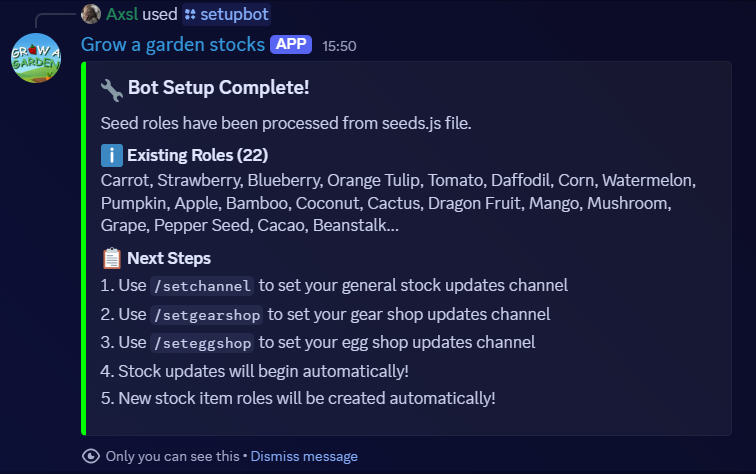 Axsl used setupbot
Grow a garden stocks APP 15:50
GROW A
GARDEN
Bot Setup Complete!
Seed roles have been processed from seeds.js file.
Existing Roles (22)
Carrot, Strawberry, Blueberry, Orange Tulip, Tomato, Daffodil, Corn, Watermelon,
Pumpkin, Apple, Bamboo, Coconut, Cactus, Dragon Fruit, Mango, Mushroom,
Grape, Pepper Seed, Cacao, Beanstalk...
Next Steps
1. Use /setchannel to set your general stock updates channel
2. Use /setgearshop to set your gear shop updates channel
3. Use /seteggshop to set your egg shop updates channel
4. Stock updates will begin automatically!
5. New stock item roles will be created automatically!
Only you can see this • Dismiss message